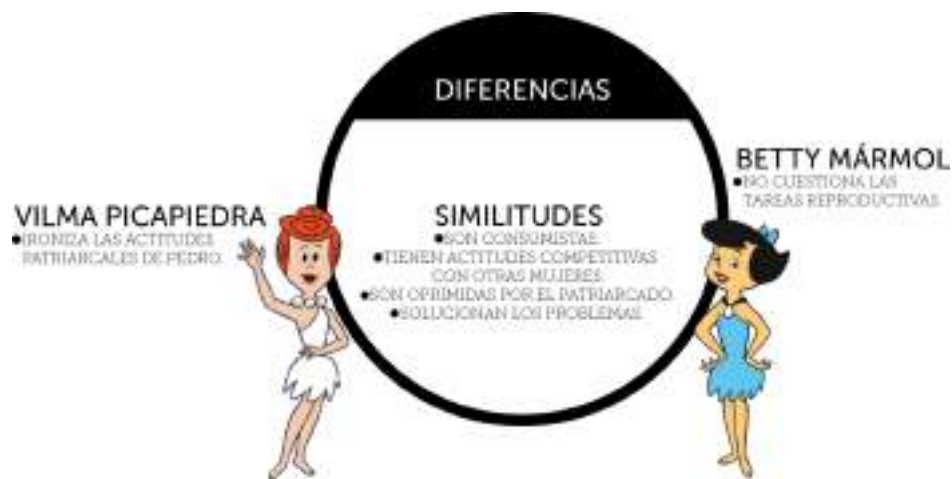 DIFERENCIAS
VILMA PICAPIEDRA
●IRONIZA LAS ACTITUDES
PATRIARCALES DE PEDRO.
SIMILITUDES
●SON CONSUMISTAS.
●TIENEN ACTITUDES COMPETITIVAS
CON OTRAS MUJERES.
●SON OPRIMIDAS POR EL PATRIARCADO.
●SOLUCIONAN LOS PROBLEMAS.
BETTY MÁRMOL
●NO CUESTIONA LAS
TAREAS REPRODUCTIVAS.